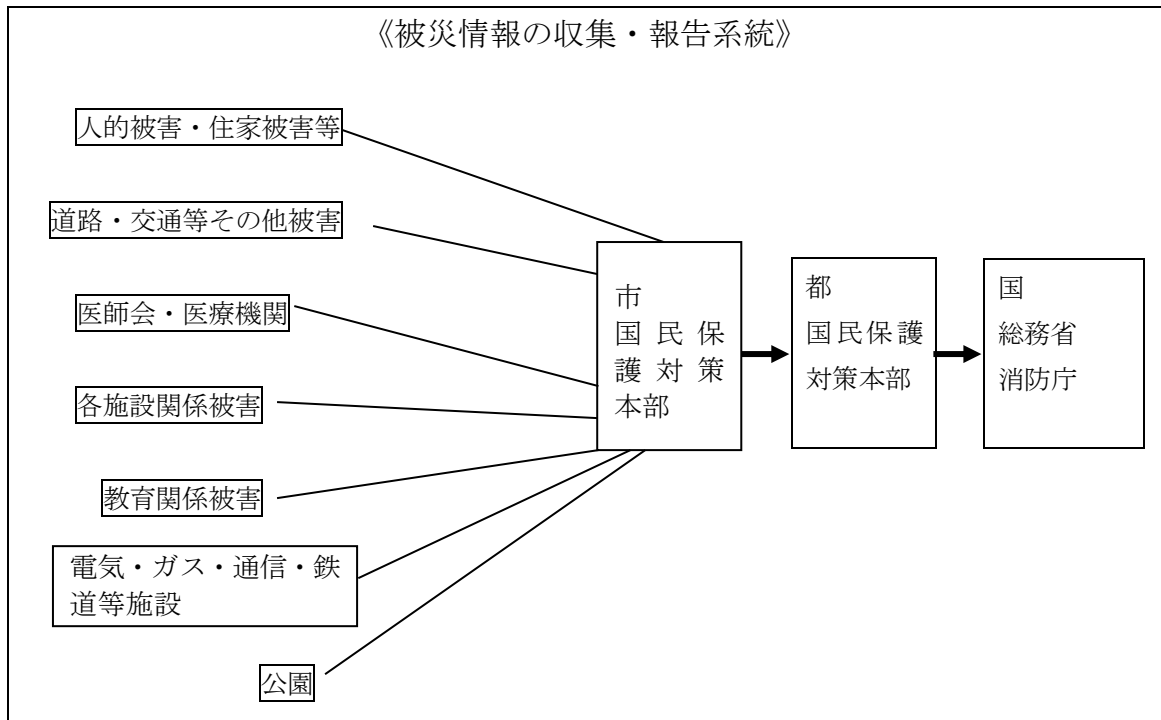 《被災情報の収集・報告系統》
人的被害・住家被害等
道路・交通等その他被害
医師会・医療機関
各施設関係被害
教育関係被害
電気・ガス・通信・鉄
道等施設
公園
市
国民保
護対策
本部
都
国民保護
対策本部
国
総務省
消防庁